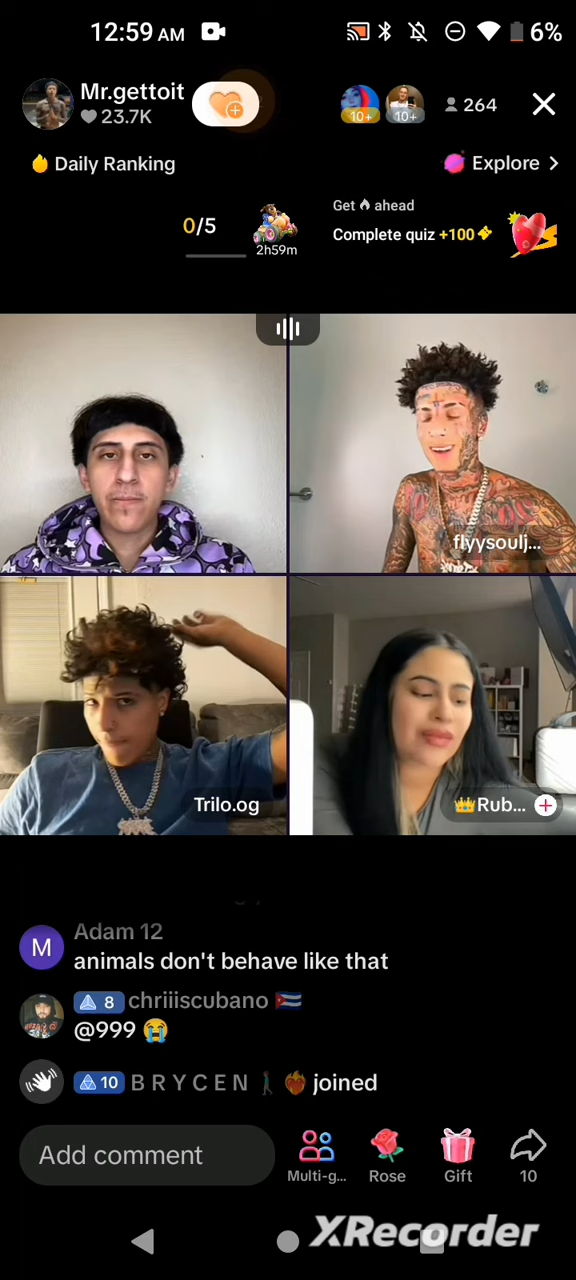 12:59 AM
6%
Mr.gettoit
23.7K
10+
10+
264
Daily Ranking
Explore
0/5
2h59m
Get ahead
Complete quiz +100
flyysoulj...
Trilo.og
Rub...
M
Adam 12
animals don't behave like that
8 chriiiscubano 🇨🇺
@999 😭
10 B R Y C E N joined
Add comment
Multi-g...
Rose
Gift
10
XRecorder